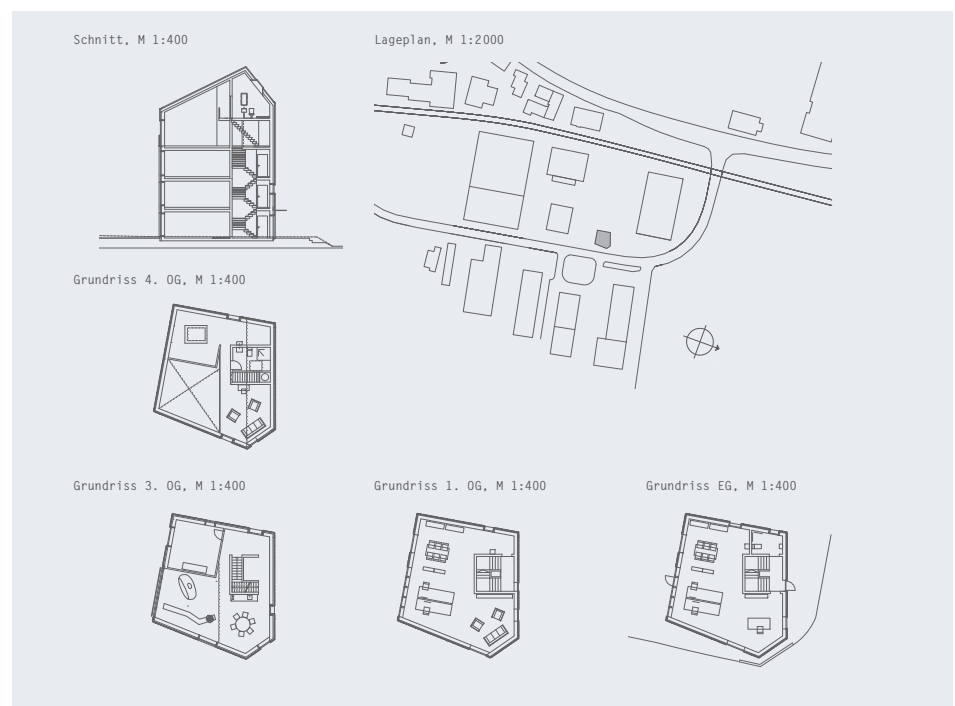 Schnitt, M 1:400
Lageplan, M 1:2000
Grundriss 4. OG, M 1:400
Grundriss 3. OG, M 1:400
Grundriss 1. OG, M 1:400
Grundriss EG, M 1:400